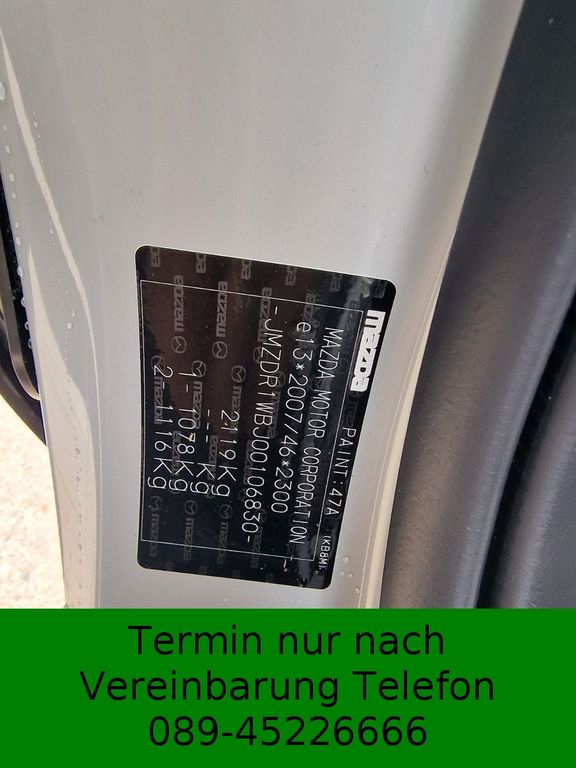 mazda
PAINT:47A
(KB8M)
MAZDA MOTOR CORPORATION
e13*2007/46*2300
-JMZDR1WBJ00106830-
2119Kg
-- Kg
1-1078Kg
2-1116Kg
Termin nur nach
Vereinbarung Telefon
089-45226666